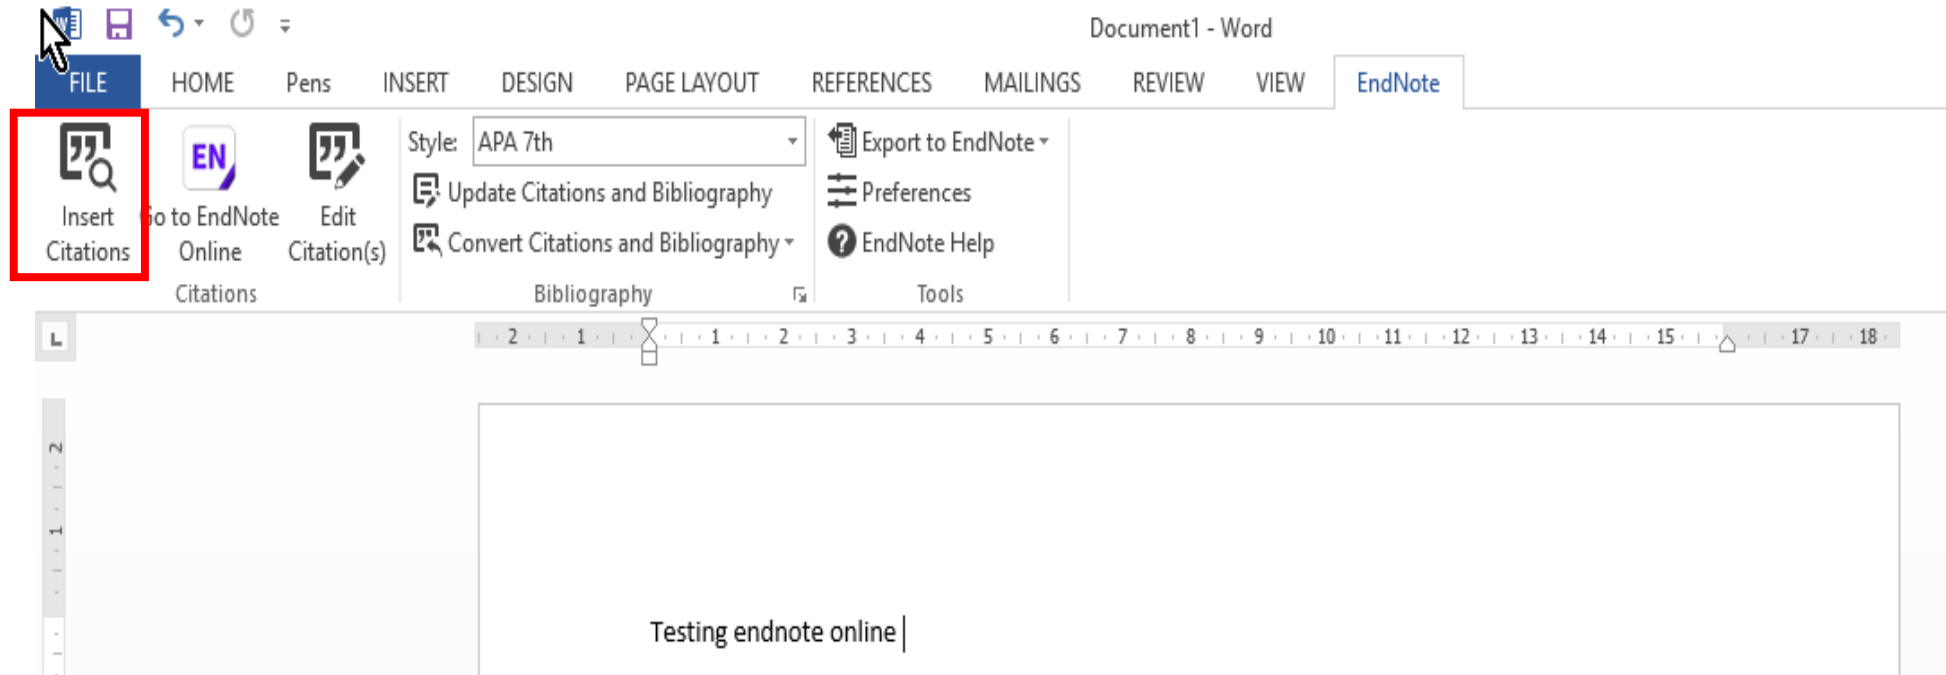 Document1 - Word
FILE HOME Pens INSERT DESIGN PAGE LAYOUT REFERENCES MAILINGS REVIEW VIEW EndNote
Insert
Citations
EN
Go to EndNote
Online
Edit
Citation(s)
Citations
Style: APA 7th
Update Citations and Bibliography
Convert Citations and Bibliography
Bibliography
Export to EndNote
Preferences
EndNote Help
Tools
L
2 1 1 2 3 4 5 6 7 8 9 10 11 12 13 14 15 17 18
2
1
Testing endnote online